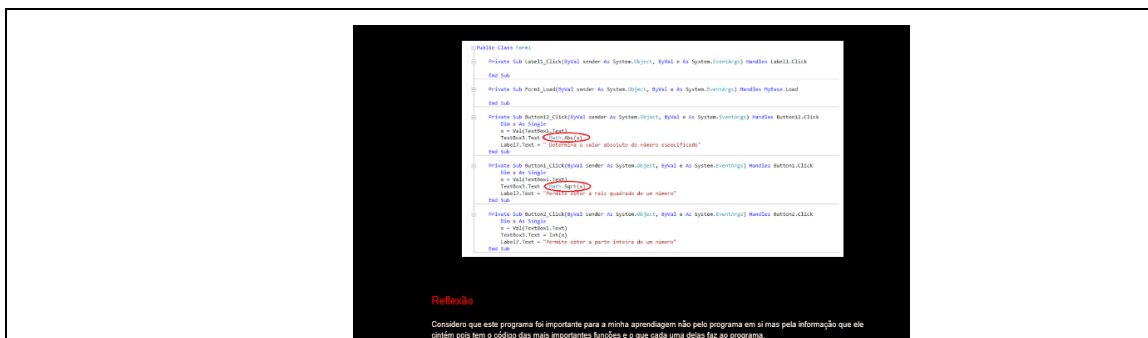 Public Class Form1
Private Sub Label1_Click(ByVal sender As System.Object, ByVal e As System.EventArgs) Handles Label1.Click
End Sub
Private Sub Form1_Load(ByVal sender As System.Object, ByVal e As System.EventArgs) Handles MyBase.Load
End Sub
Private Sub Button12_Click(ByVal sender As System.Object, ByVal e As System.EventArgs) Handles Button12.Click
Dim x As Single
x = Val(TextBox1.Text)
TextBox3.Text = Math.Abs(x)
Label7.Text = " Determina o valor absoluto do número especificado"
End Sub
Private Sub Button1_Click(ByVal sender As System.Object, ByVal e As System.EventArgs) Handles Button1.Click
Dim x As Single
x = Val(TextBox1.Text)
TextBox3.Text = Math.Sqrt(x)
Label7.Text = "Permite obter a raiz quadrado de um número"
End Sub
Private Sub Button2_Click(ByVal sender As System.Object, ByVal e As System.EventArgs) Handles Button2.Click
Dim x As Single
x = Val(TextBox1.Text)
TextBox3.Text = Int(x)
Label7.Text = "Permite obter a parte inteira de um número"
End Sub
Reflexão
Considero que este programa foi importante para a minha aprendiagem não pelo programa em si mas pela informação que ele
cintém pois tem o código das mais importantes funções e o que cada uma delas faz ao programa.